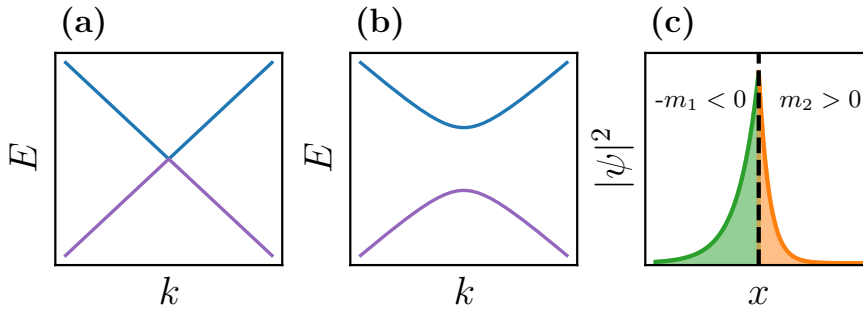 (a)
E
k
(b)
E
k
(c)
|ψ|²
-m₁ < 0
m₂ > 0
x